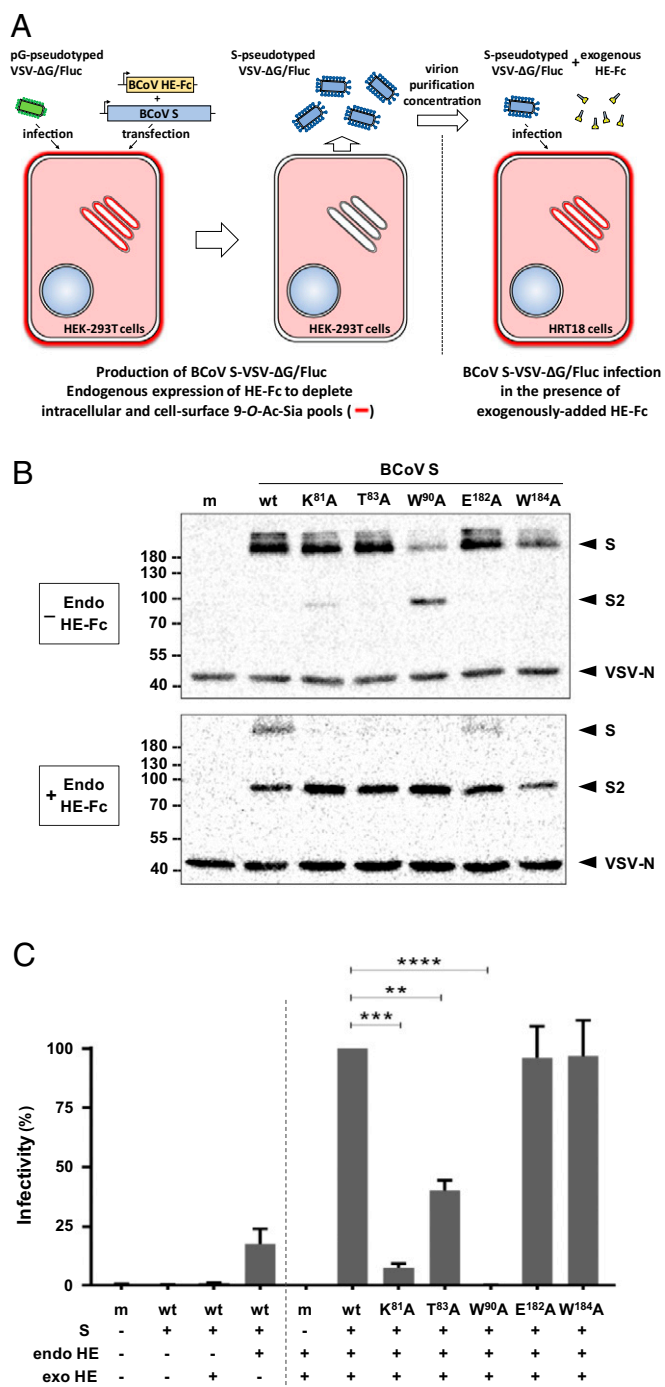 A
pG-pseudotyped
VSV-ΔG/Fluc
BCoV HE-Fc
+
BCoV S
infection
transfection
S-pseudotyped
VSV-ΔG/Fluc
virion
purification
concentration
S-pseudotyped
VSV-ΔG/Fluc
+ exogenous
HE-Fc
infection
HEK-293T cells
HEK-293T cells
HRT18 cells
Production of BCoV S-VSV-ΔG/Fluc
Endogenous expression of HE-Fc to deplete
intracellular and cell-surface 9-O-Ac-Sia pools ( )
BCoV S-VSV-ΔG/Fluc infection
in the presence of
exogenously-added HE-Fc
B
BCoV S
m wt K81A T83A W90A E182A W184A
– Endo
HE-Fc
180
130
100
70
55
40
S
S2
VSV-N
+ Endo
HE-Fc
180
130
100
70
55
40
S
S2
VSV-N
C
****
**
***
Infectivity (%)
100
75
50
25
0
m wt wt wt m wt K81A T83A W90A E182A W184A
S - + + + - + + + + + +
endo HE - - - + + + + + + + +
exo HE - - + - + + + + + + +